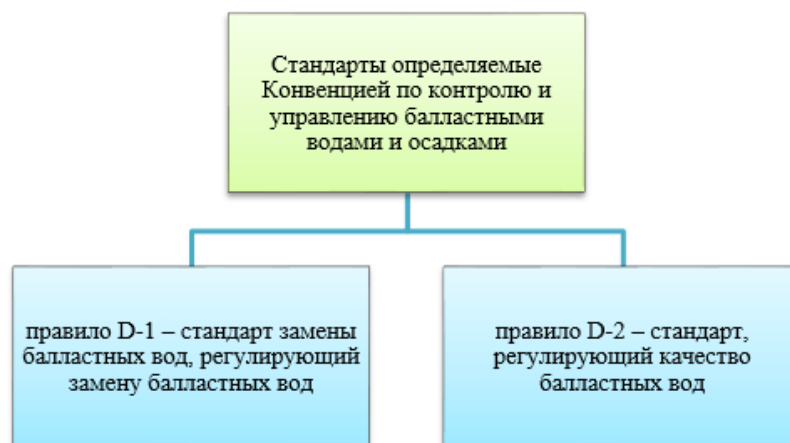 Стандарты определяемые
Конвенцией по контролю и
управлению балластными
водами и осадками
правило D-1 – стандарт замены
балластных вод, регулирующий
замену балластных вод
правило D-2 – стандарт,
регулирующий качество
балластных вод